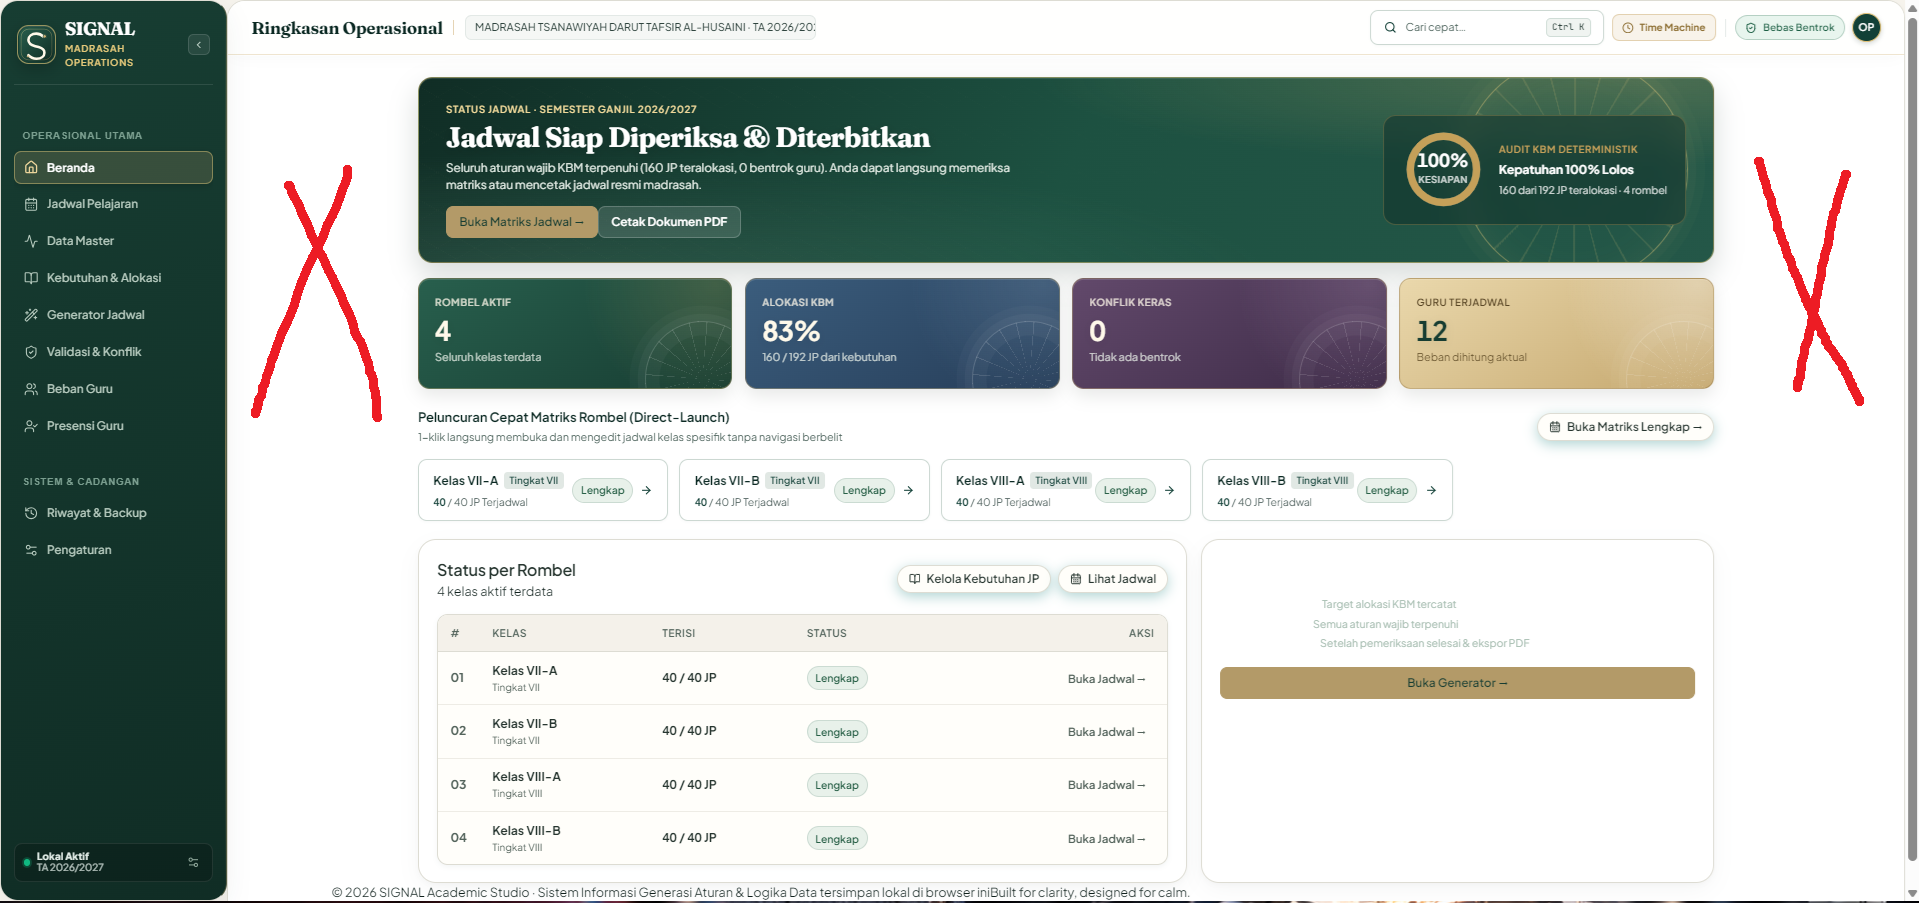 SIGNAL
MADRASAH
OPERATIONS
OPERASIONAL UTAMA
Beranda
Jadwal Pelajaran
Data Master
Kebutuhan & Alokasi
Generator Jadwal
Validasi & Konflik
Beban Guru
Presensi Guru
SISTEM & CADANGAN
Riwayat & Backup
Pengaturan
Lokal Aktif
TA 2026/2027
Ringkasan Operasional
MADRASAH TSANAWIYAH DARUT TAFSIR AL-HUSAINI · TA 2026/202
Cari cepat...
Ctrl K
Time Machine
Bebas Bentrok
OP
STATUS JADWAL · SEMESTER GANJIL 2026/2027
Jadwal Siap Diperiksa & Diterbitkan
Seluruh aturan wajib KBM terpenuhi (160 JP teralokasi, 0 bentrok guru). Anda dapat langsung memeriksa
matriks atau mencetak jadwal resmi madrasah.
Buka Matriks Jadwal →
Cetak Dokumen PDF
100%
KESIAPAN
AUDIT KBM DETERMINISTIK
Kepatuhan 100% Lolos
160 dari 192 JP teralokasi · 4 rombel
ROMBEL AKTIF
4
Seluruh kelas terdata
ALOKASI KBM
83%
160 / 192 JP dari kebutuhan
KONFLIK KERAS
0
Tidak ada bentrok
GURU TERJADWAL
12
Beban dihitung aktual
Peluncuran Cepat Matriks Rombel (Direct-Launch)
1-klik langsung membuka dan mengedit jadwal kelas spesifik tanpa navigasi berbelit
Buka Matriks Lengkap →
Kelas VII-A Tingkat VII
40 / 40 JP Terjadwal
Lengkap →
Kelas VII-B Tingkat VII
40 / 40 JP Terjadwal
Lengkap →
Kelas VIII-A Tingkat VIII
40 / 40 JP Terjadwal
Lengkap →
Kelas VIII-B Tingkat VIII
40 / 40 JP Terjadwal
Lengkap →
Status per Rombel
4 kelas aktif terdata
Kelola Kebutuhan JP
Lihat Jadwal
# KELAS TERISI STATUS AKSI
01 Kelas VII-A 40 / 40 JP Lengkap Buka Jadwal →
Tingkat VII
02 Kelas VII-B 40 / 40 JP Lengkap Buka Jadwal →
Tingkat VII
03 Kelas VIII-A 40 / 40 JP Lengkap Buka Jadwal →
Tingkat VIII
04 Kelas VIII-B 40 / 40 JP Lengkap Buka Jadwal →
Tingkat VIII
Target alokasi KBM tercatat
Semua aturan wajib terpenuhi
Setelah pemeriksaan selesai & ekspor PDF
Buka Generator →
© 2026 SIGNAL Academic Studio · Sistem Informasi Generasi Aturan & Logika Data tersimpan lokal di browser iniBuilt for clarity, designed for calm.